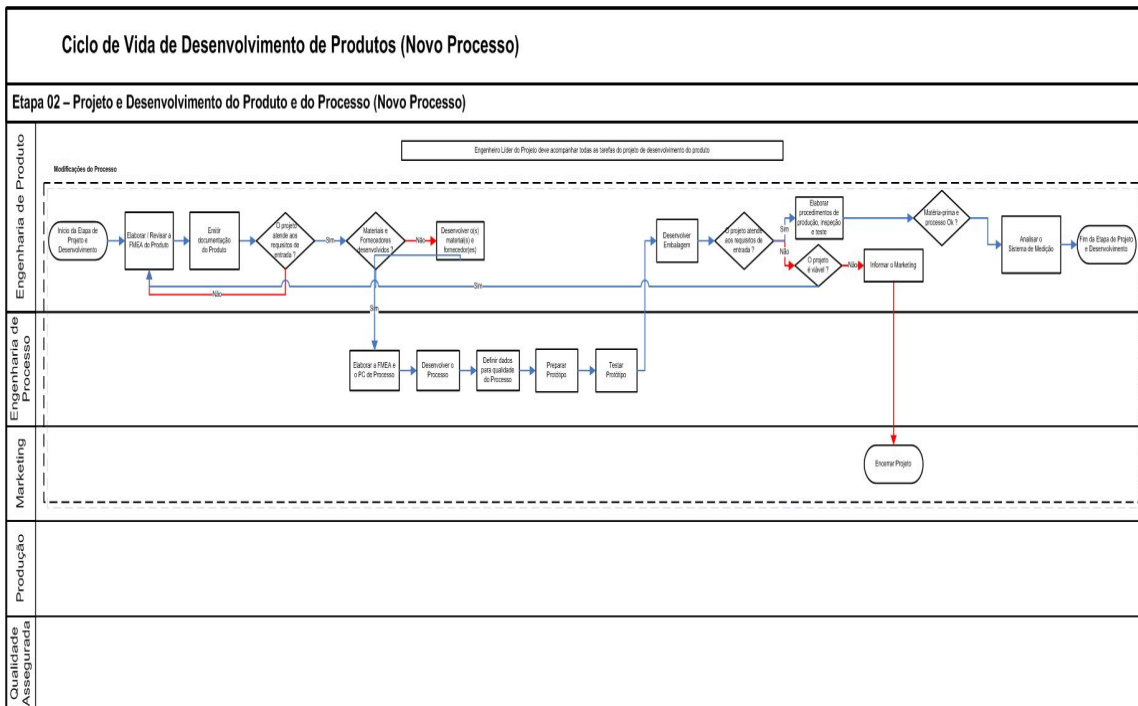 Ciclo de Vida de Desenvolvimento de Produtos (Novo Processo)
Etapa 02 – Projeto e Desenvolvimento do Produto e do Processo (Novo Processo)
Engenharia de
Produto
Engenheiro Líder do Projeto deve acompanhar todas as tarefas do projeto de desenvolvimento do produto
Modificações do Processo
Início da Etapa de
Projeto e
Desenvolvimento
Elaborar / Revisar a
FMEA do Produto
Emitir
documentação
do Produto
O projeto
atende aos
requisitos de
entrada ?
Sim
Não
Materiais e
Fornecedores
desenvolvidos ?
Não
Sim
Desenvolver o(s)
material(s) e
fornecedor(es)
Desenvolver
Embalagem
O projeto atende
aos requisitos de
entrada ?
Sim
Não
Elaborar
procedimentos de
produção, inspeção
e teste
O projeto
é viável ?
Não
Sim
Informar o Marketing
Matéria-prima e
processo Ok ?
Analisar o
Sistema de Medição
Fim da Etapa de Projeto
e Desenvolvimento
Engenharia de
Processo
Elaborar a FMEA e
o PC de Processo
Desenvolver o
Processo
Definir dados
para qualidade
do Processo
Preparar
Protótipo
Testar
Protótipo
Marketing
Encerrar Projeto
Produção
Qualidade
Assegurada